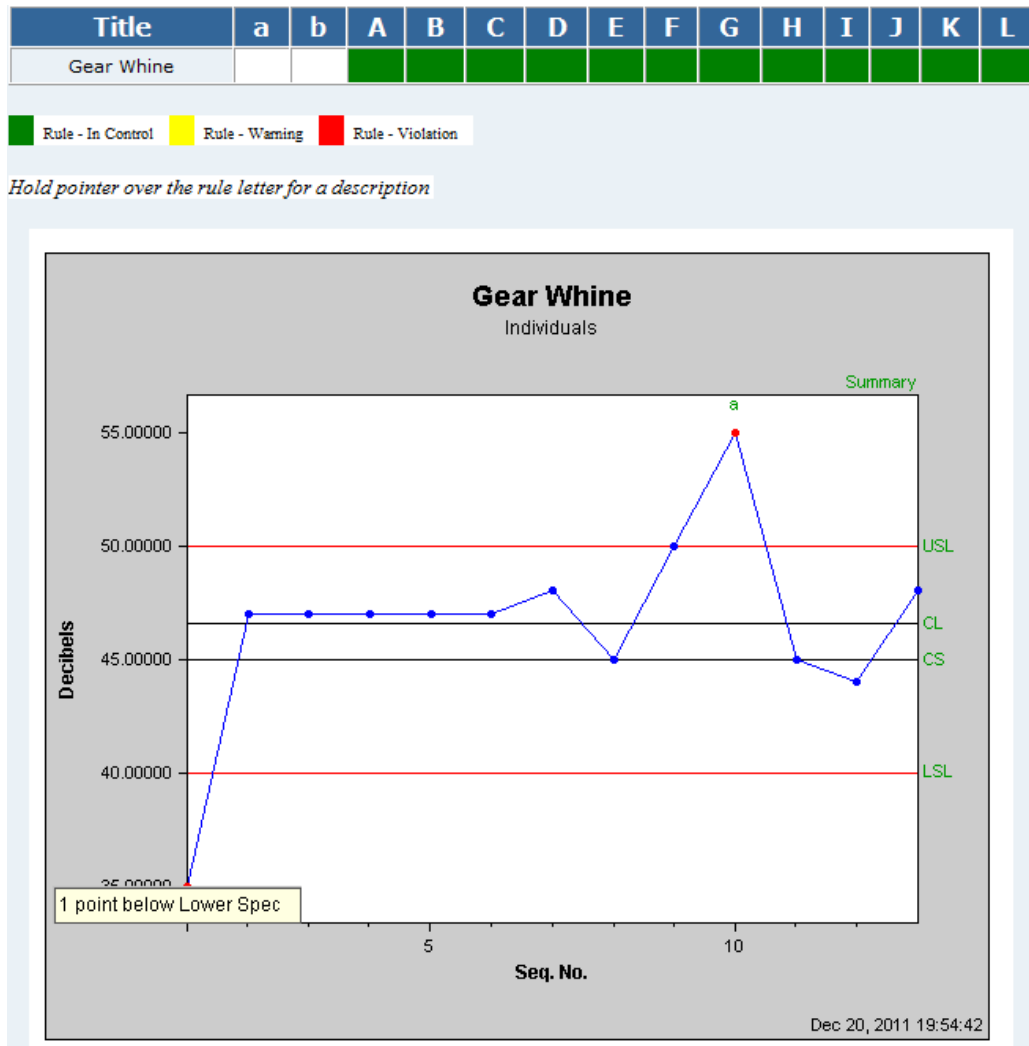 Title a b A B C D E F G H I J K L
Gear Whine
Rule - In Control Rule - Warning Rule - Violation
Hold pointer over the rule letter for a description
Gear Whine
Individuals
Summary
a
55.00000
50.00000 USL
CL
45.00000 CS
40.00000 LSL
35.00000
1 point below Lower Spec
5 10
Decibels
Seq. No.
Dec 20, 2011 19:54:42